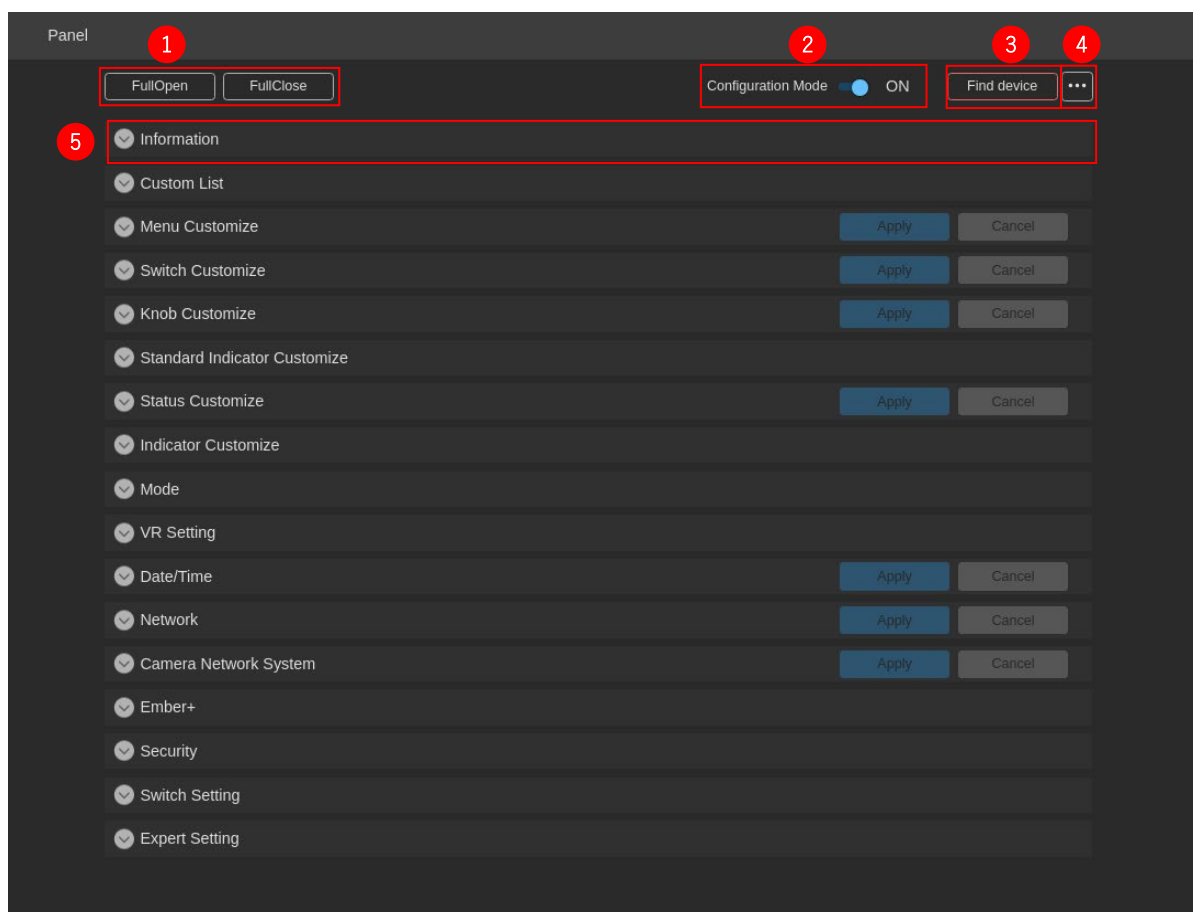 Panel
1 2 3 4
FullOpen FullClose Configuration Mode ON Find device ...
5 Information
Custom List
Menu Customize Apply Cancel
Switch Customize Apply Cancel
Knob Customize Apply Cancel
Standard Indicator Customize
Status Customize Apply Cancel
Indicator Customize
Mode
VR Setting
Date/Time Apply Cancel
Network Apply Cancel
Camera Network System Apply Cancel
Ember+
Security
Switch Setting
Expert Setting